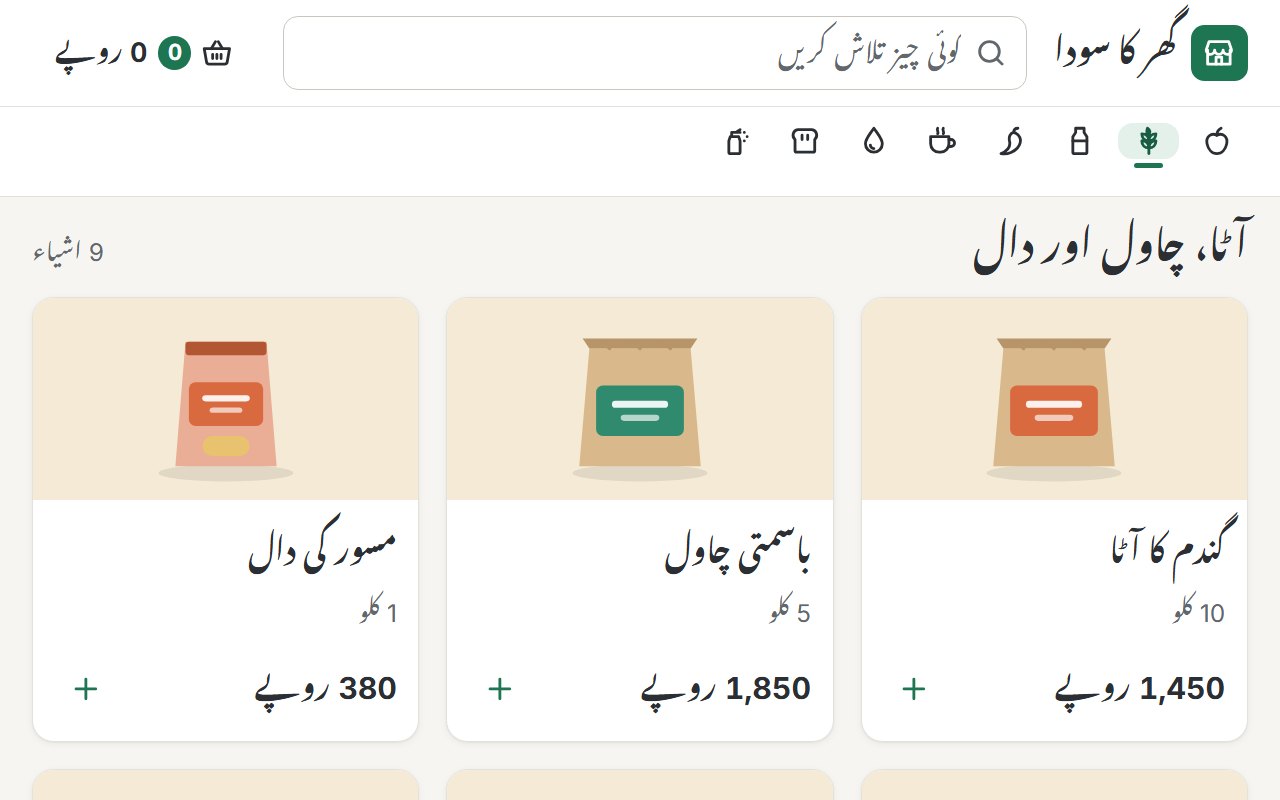 گھر کا سودا
کوئی چیز تلاش کریں
0
0 روپے
آٹا، چاول اور دال
9 اشیاء
گندم کا آٹا
10 کلو
1,450 روپے
باسمتی چاول
5 کلو
1,850 روپے
مسور کی دال
1 کلو
380 روپے